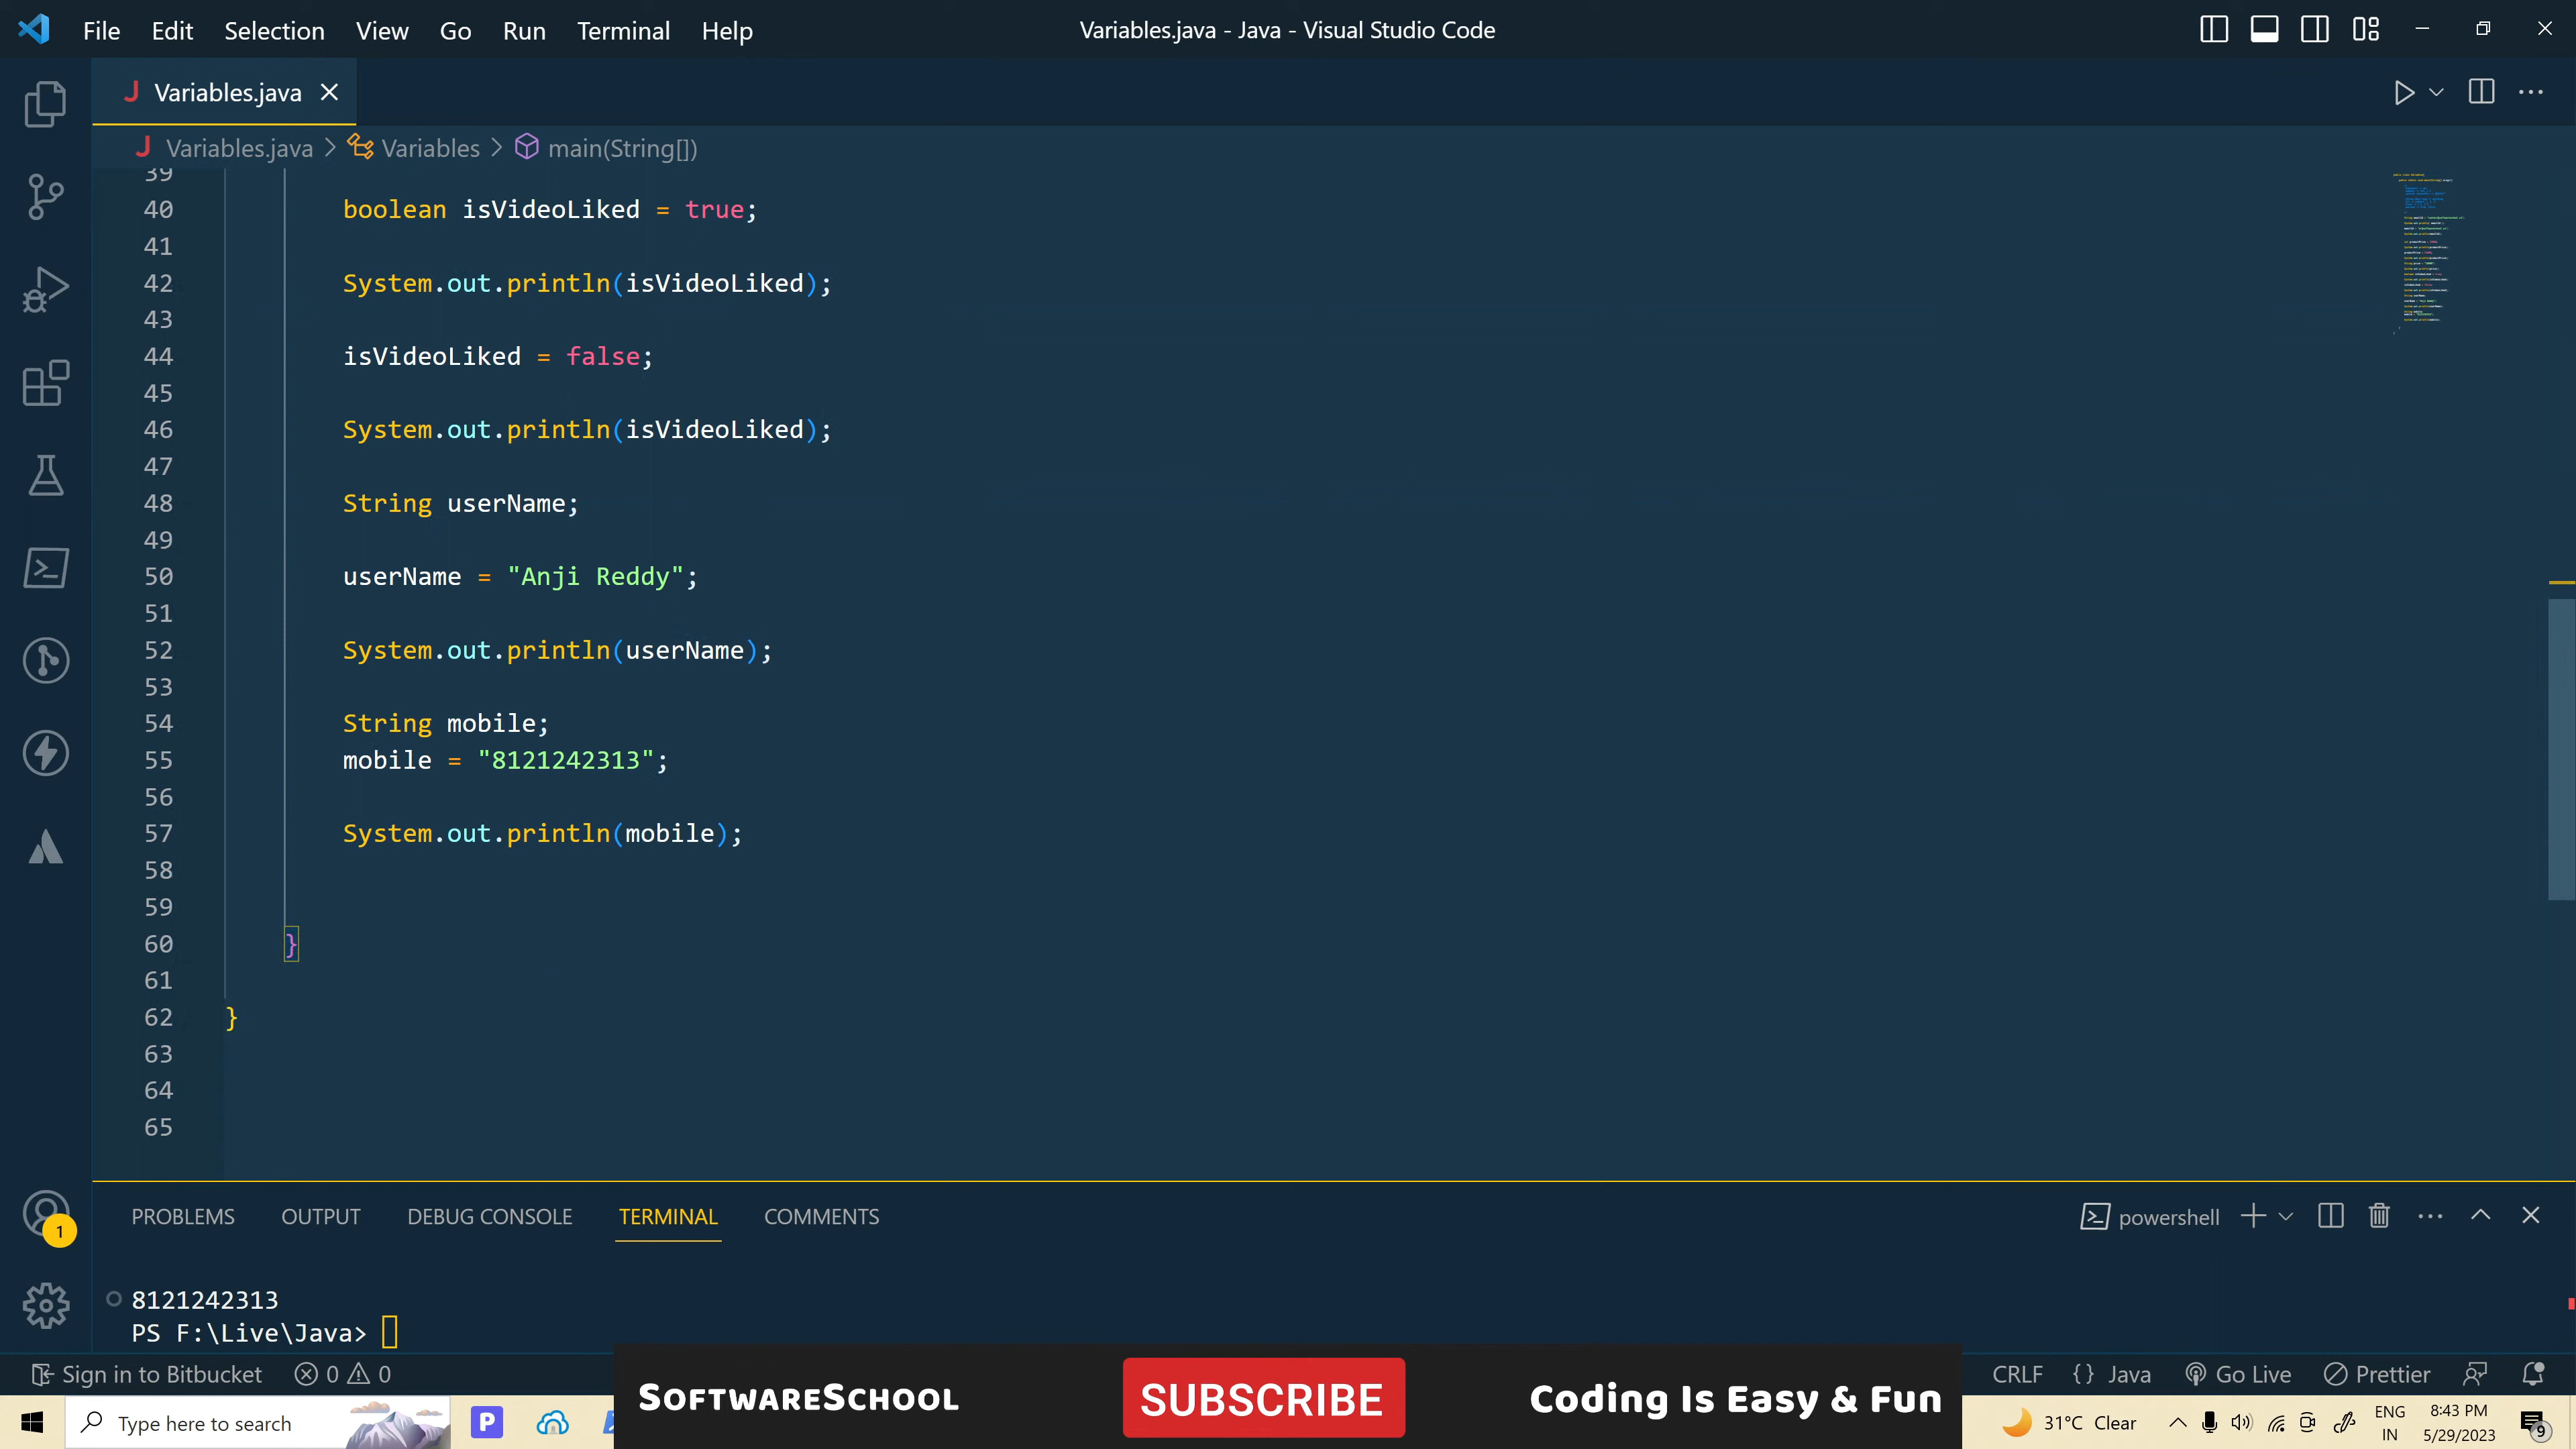 File Edit Selection View Go Run Terminal Help Variables.java - Java - Visual Studio Code
Variables.java
Variables.java > Variables > main(String[])
39
40 boolean isVideoLiked = true;
41
42 System.out.println(isVideoLiked);
43
44 isVideoLiked = false;
45
46 System.out.println(isVideoLiked);
47
48 String userName;
49
50 userName = "Anji Reddy";
51
52 System.out.println(userName);
53
54 String mobile;
55 mobile = "8121242313";
56
57 System.out.println(mobile);
58
59
60 }
61
62 }
63
64
65
PROBLEMS OUTPUT DEBUG CONSOLE TERMINAL COMMENTS powershell
1
8121242313
PS F:\Live\Java>
Sign in to Bitbucket 0 0 CRLF {} Java Go Live Prettier
SOFTWARESCHOOL SUBSCRIBE Coding Is Easy & Fun
Type here to search P 31°C Clear ENG IN 8:43 PM 5/29/2023 9